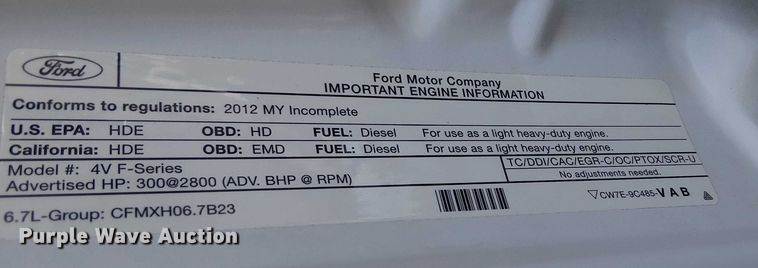 Ford
Ford Motor Company
IMPORTANT ENGINE INFORMATION
Conforms to regulations: 2012 MY Incomplete
U.S. EPA: HDE OBD: HD FUEL: Diesel For use as a light heavy-duty engine.
California: HDE OBD: EMD FUEL: Diesel For use as a light heavy-duty engine.
Model #: 4V F-Series
TC/DDI/CAC/EGR-C/OC/PTOX/SCR-U
No adjustments needed.
Advertised HP: 300@2800 (ADV. BHP @ RPM)
6.7L-Group: CFMXH06.7B23
CW7E-9C485-VAB
Purple Wave Auction